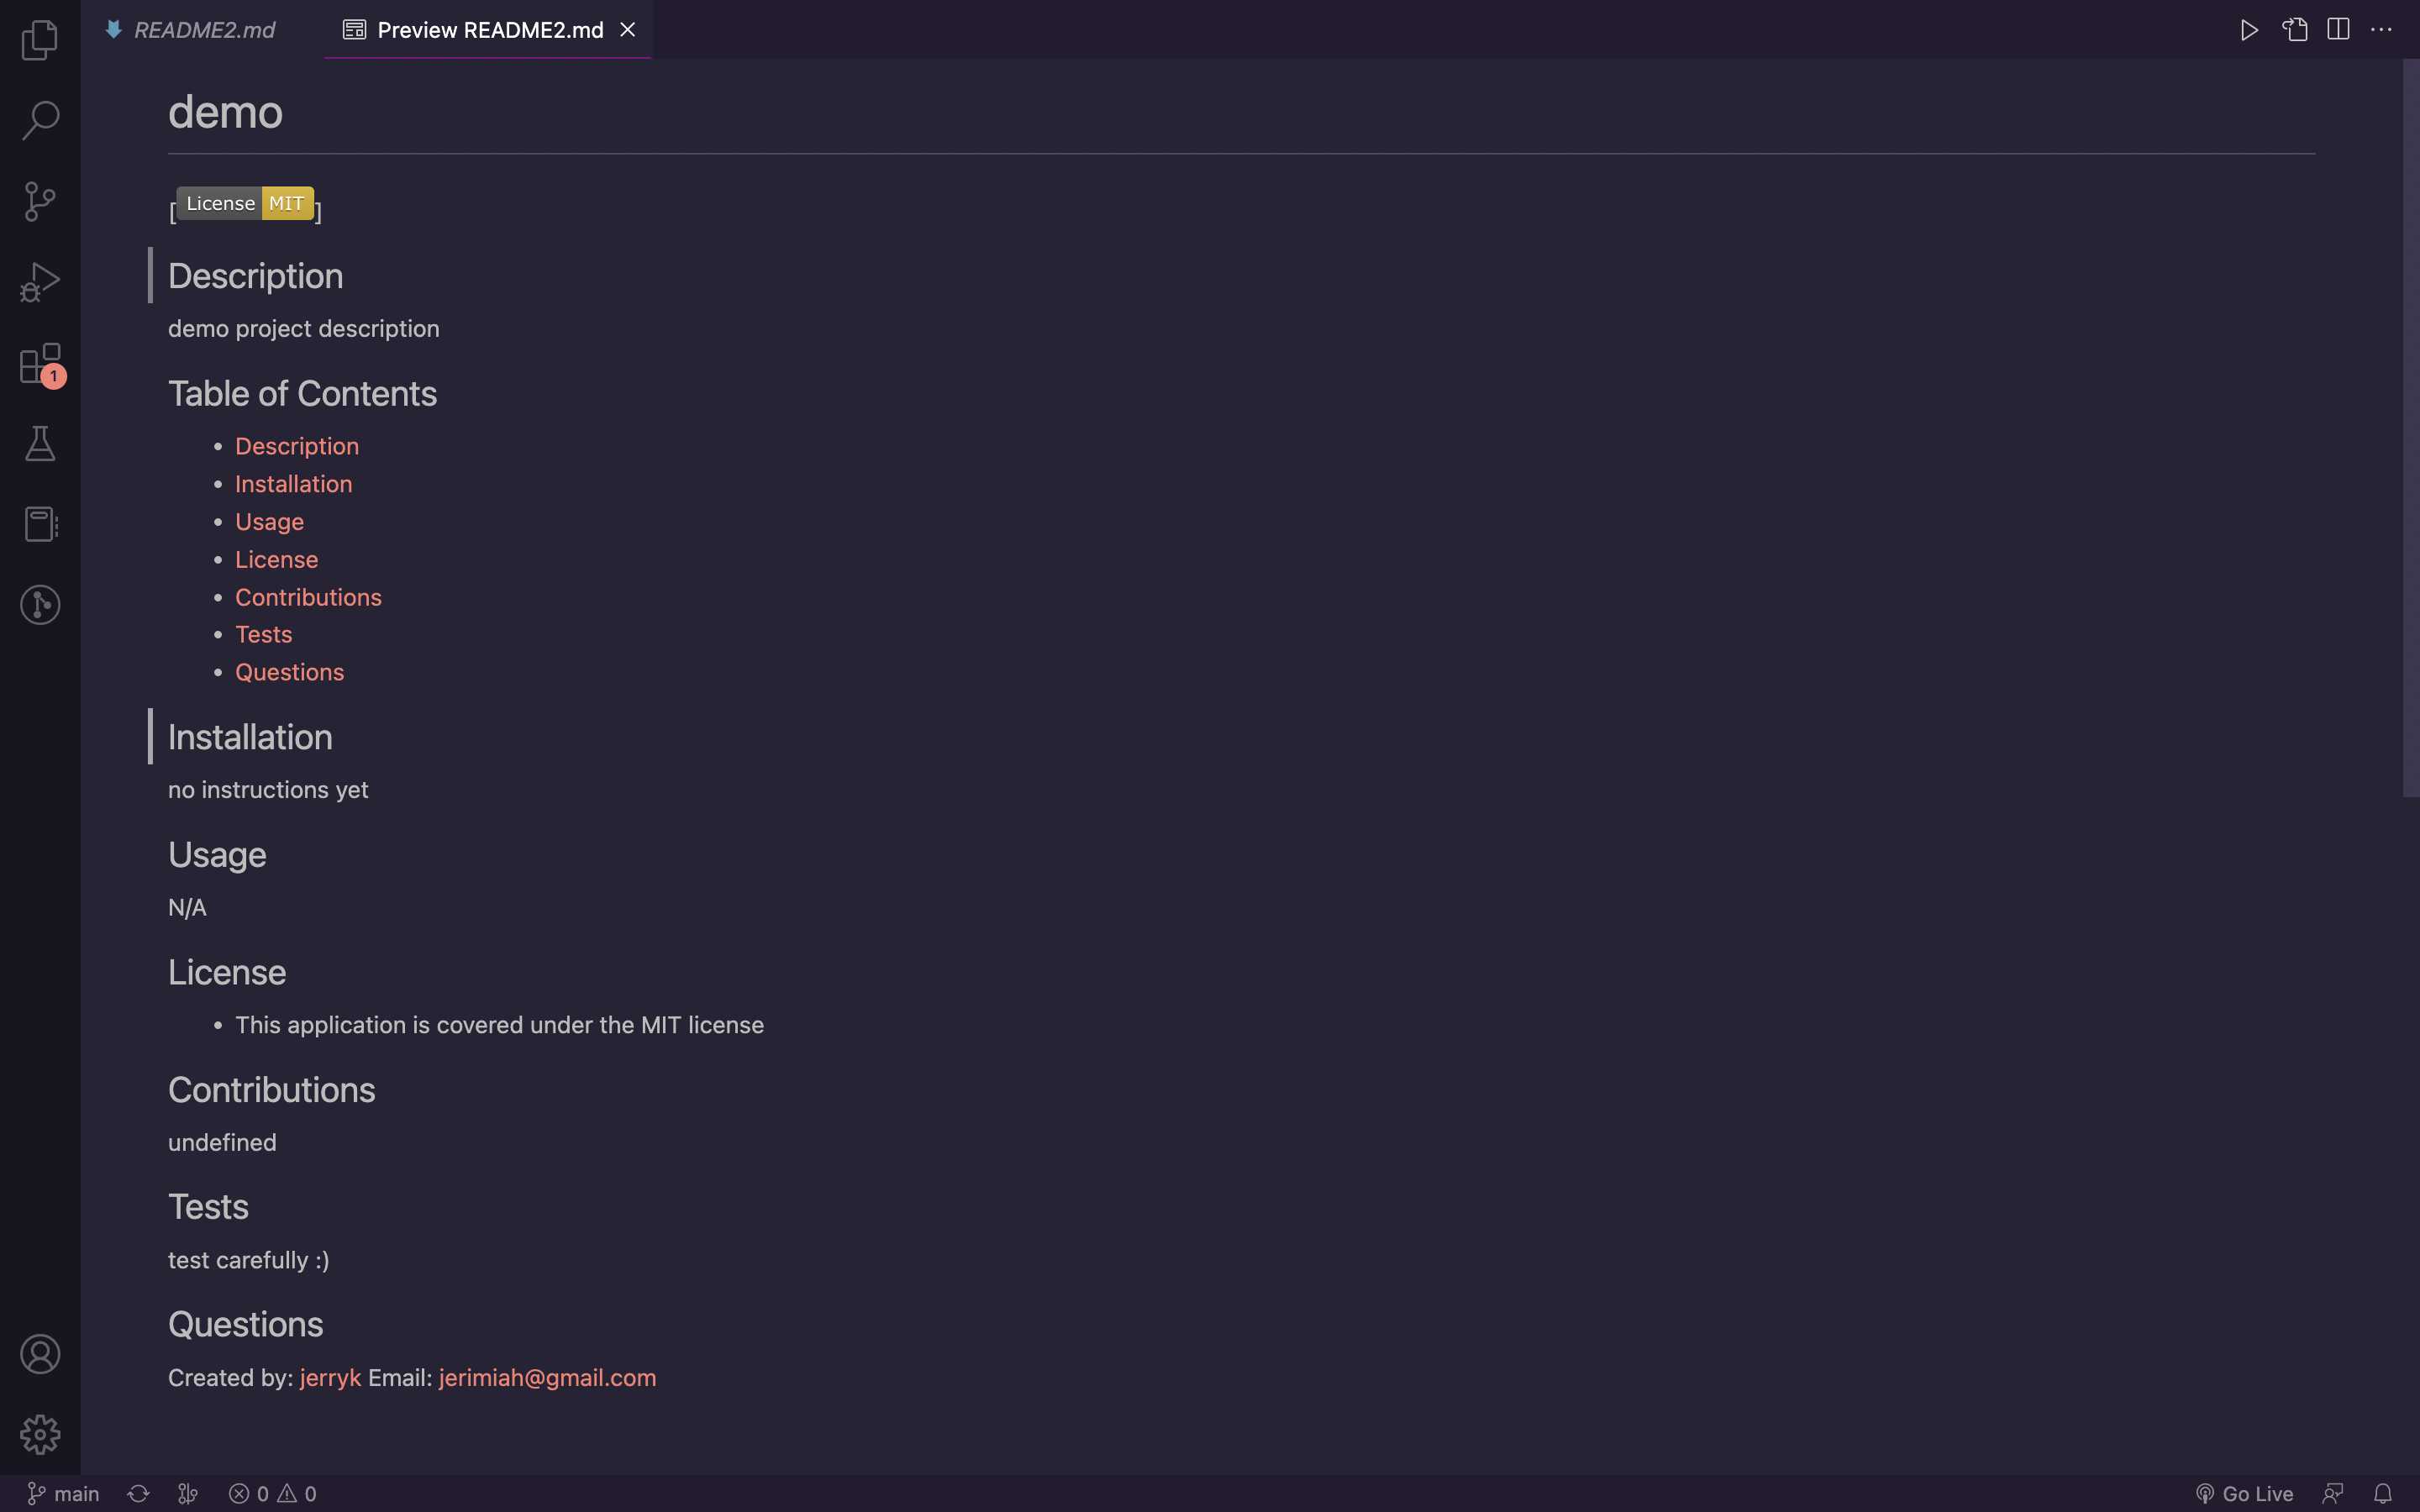 README2.md
Preview README2.md
demo
[License MIT]
Description
demo project description
Table of Contents
• Description
• Installation
• Usage
• License
• Contributions
• Tests
• Questions
Installation
no instructions yet
Usage
N/A
License
• This application is covered under the MIT license
Contributions
undefined
Tests
test carefully :)
Questions
Created by: jerryk Email: jerimiah@gmail.com
1
main 0 0 Go Live